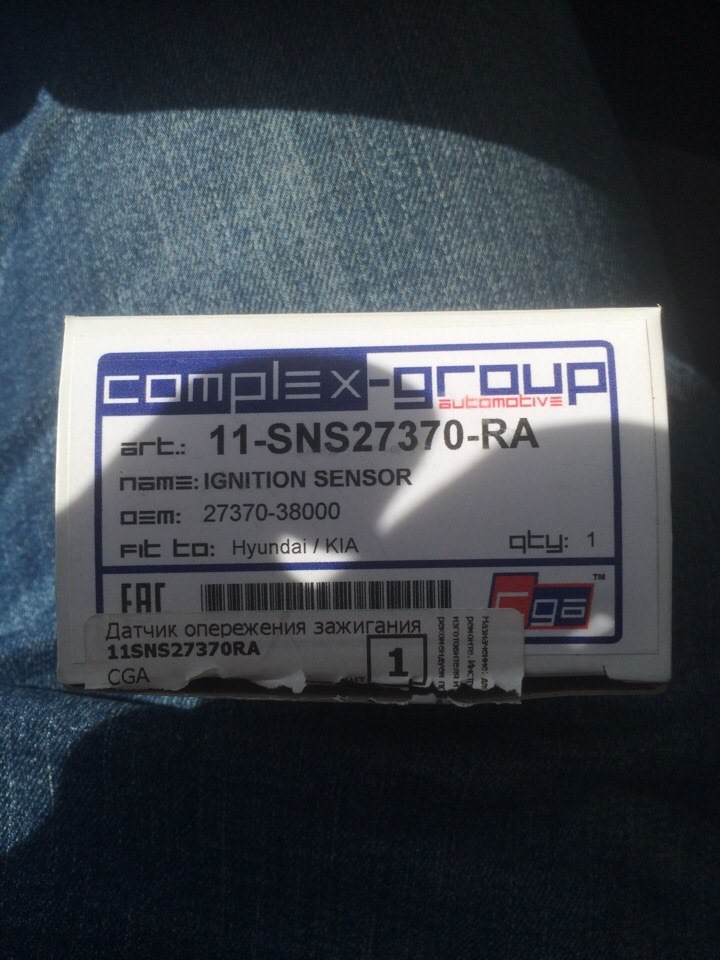 complex-group
automotive
art.: 11-SNS27370-RA
name: IGNITION SENSOR
oem: 27370-38000
Fit to: Hyundai / KIA qty: 1
EAC
cga TM
Датчик опережения зажигания
11SNS27370RA
CGA
1